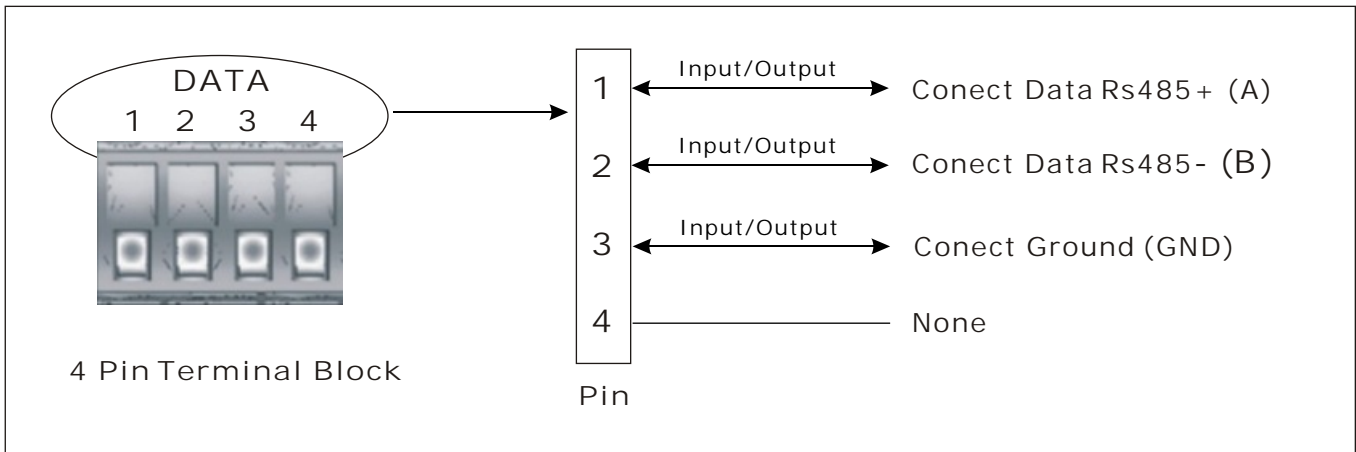 DATA
1 2 3 4
4 Pin Terminal Block
1 Input/Output Conect Data Rs485+ (A)
2 Input/Output Conect Data Rs485- (B)
3 Input/Output Conect Ground (GND)
4 None
Pin